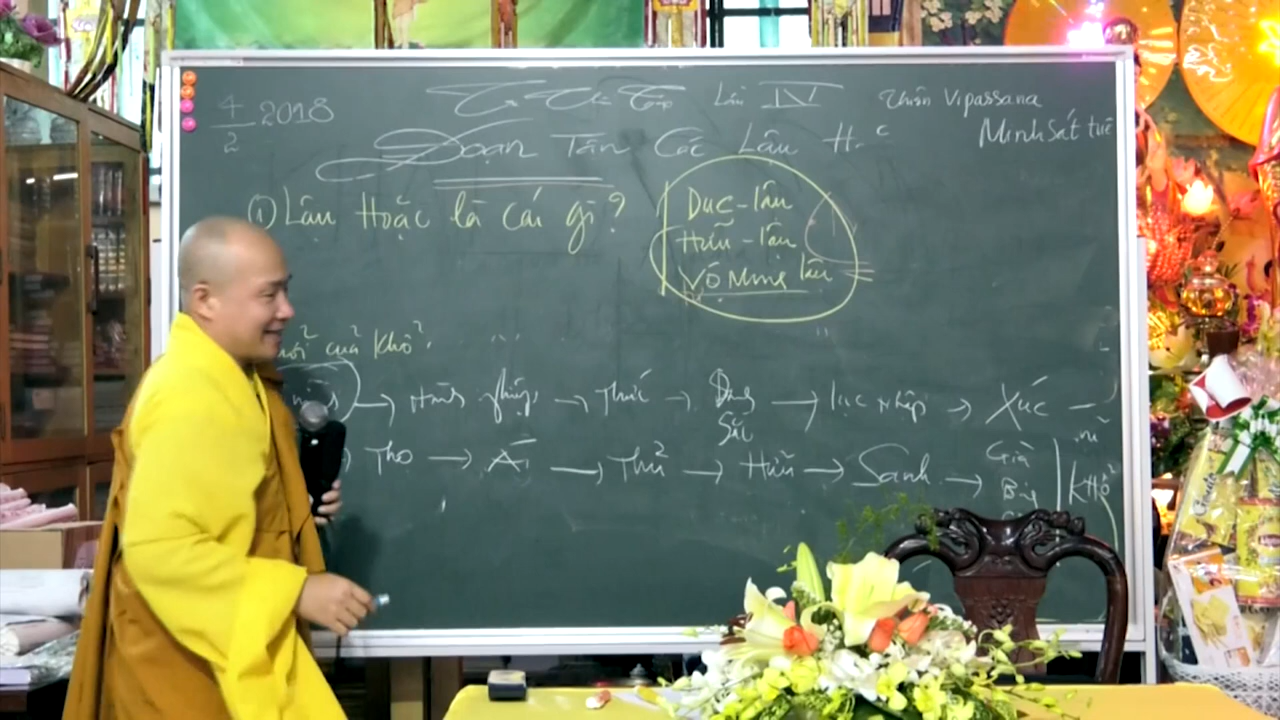 4/2 2018
Lần IV
Thiền Vipassana
Minh Sát tuệ
Đoạn Tận Các Lậu H
① Lậu Hoặc là cái gì?
Dục-lậu
Hữu-lậu
Vô Minh lậu
của khổ
→ Hành → Thức → Danh Sắc → lục nhập → Xúc
Thọ → Ái → Thủ → Hữu → Sanh → Già Khổ